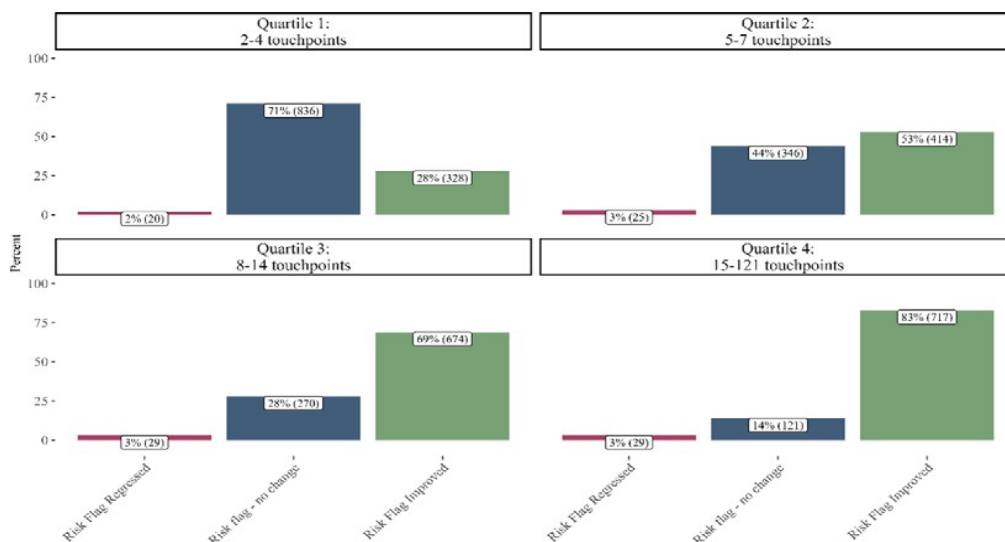 Quartile 1:
2-4 touchpoints
Quartile 2:
5-7 touchpoints
100
75
50
25
0
71% (836)
28% (328)
2% (20)
53% (414)
44% (346)
3% (25)
Percent
Quartile 3:
8-14 touchpoints
Quartile 4:
15-121 touchpoints
100
75
50
25
0
69% (674)
28% (270)
3% (29)
83% (717)
14% (121)
3% (29)
Risk Flag Regressed
Risk flag - no change
Risk Flag Improved
Risk Flag Regressed
Risk flag - no change
Risk Flag Improved